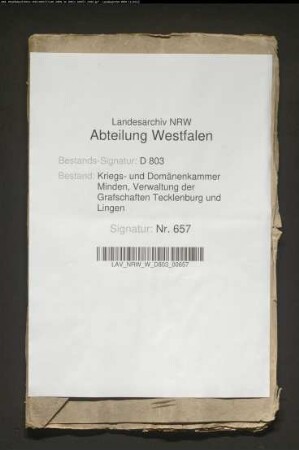 Landesarchiv NRW
Abteilung Westfalen
Bestands-Signatur: D 803
Bestand: Kriegs- und Domänenkammer
Minden, Verwaltung der
Grafschaften Tecklenburg und
Lingen
Signatur: Nr. 657
LAV_NRW_W_D803_00657